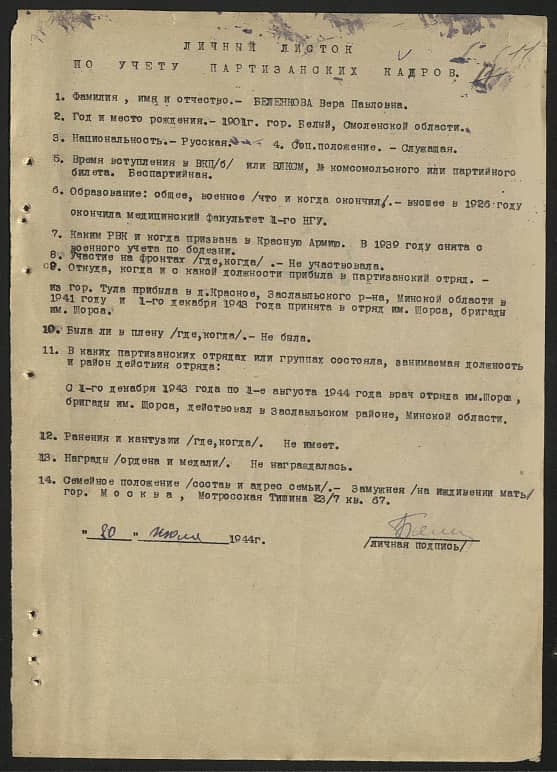 ЛИЧНЫЙ ЛИСТОК
ПО УЧЕТУ ПАРТИЗАНСКИХ КАДРОВ.
1. Фамилия, имя и отчество.- БЕЛЕНКОВА Вера Павловна.
2. Год и место рождения.- 1901г. гор. Белый, Смоленской области.
3. Национальность.- Русская. 4. Соц.положение. - Служащая.
5. Время вступления в ВКП/б/ или ВЛКСМ, № комсомольского или партийного
билета. Беспартийная.
6. Образование: общее, военное /что и когда окончил/.- высшее в 1926 году
окончила медицинский факультет 1-го НГУ.
7. Каким РВК и когда призвана в Красную Армию. В 1939 году снята с
военного учета по болезни.
8. Участие на фронтах /где,когда/ .- Не участвовала.
9. Откуда, когда и с какой должности прибыла в партизанский отряд. -
из гор. Тула прибыла в д.Красное, Заславльского р-на, Минской области в
1941 году и 1-го декабря 1943 года принята в отряд им. Щорса, бригады
им. Щорса.
10. Была ли в плену /где,когда/.- Не была.
11. В каких партизанских отрядах или группах состояла, занимаемая должность
и район действия отряда:
С 1-го декабря 1943 года по 1-е августа 1944 года врач отряда им.Щорса,
бригады им. Щорса, действовал в Заславльском районе, Минской области.
12. Ранения и кантузии /где,когда/. Не имеет.
13. Награды /ордена и медали/. Не награждалась.
14. Семейное положение /состав и адрес семьи/.- Замужняя /на иждивении мать/
гор. Москва, Мотросская Тишина 23/7 кв. 67.
" 20 " июля 1944г.
/личная подпись/